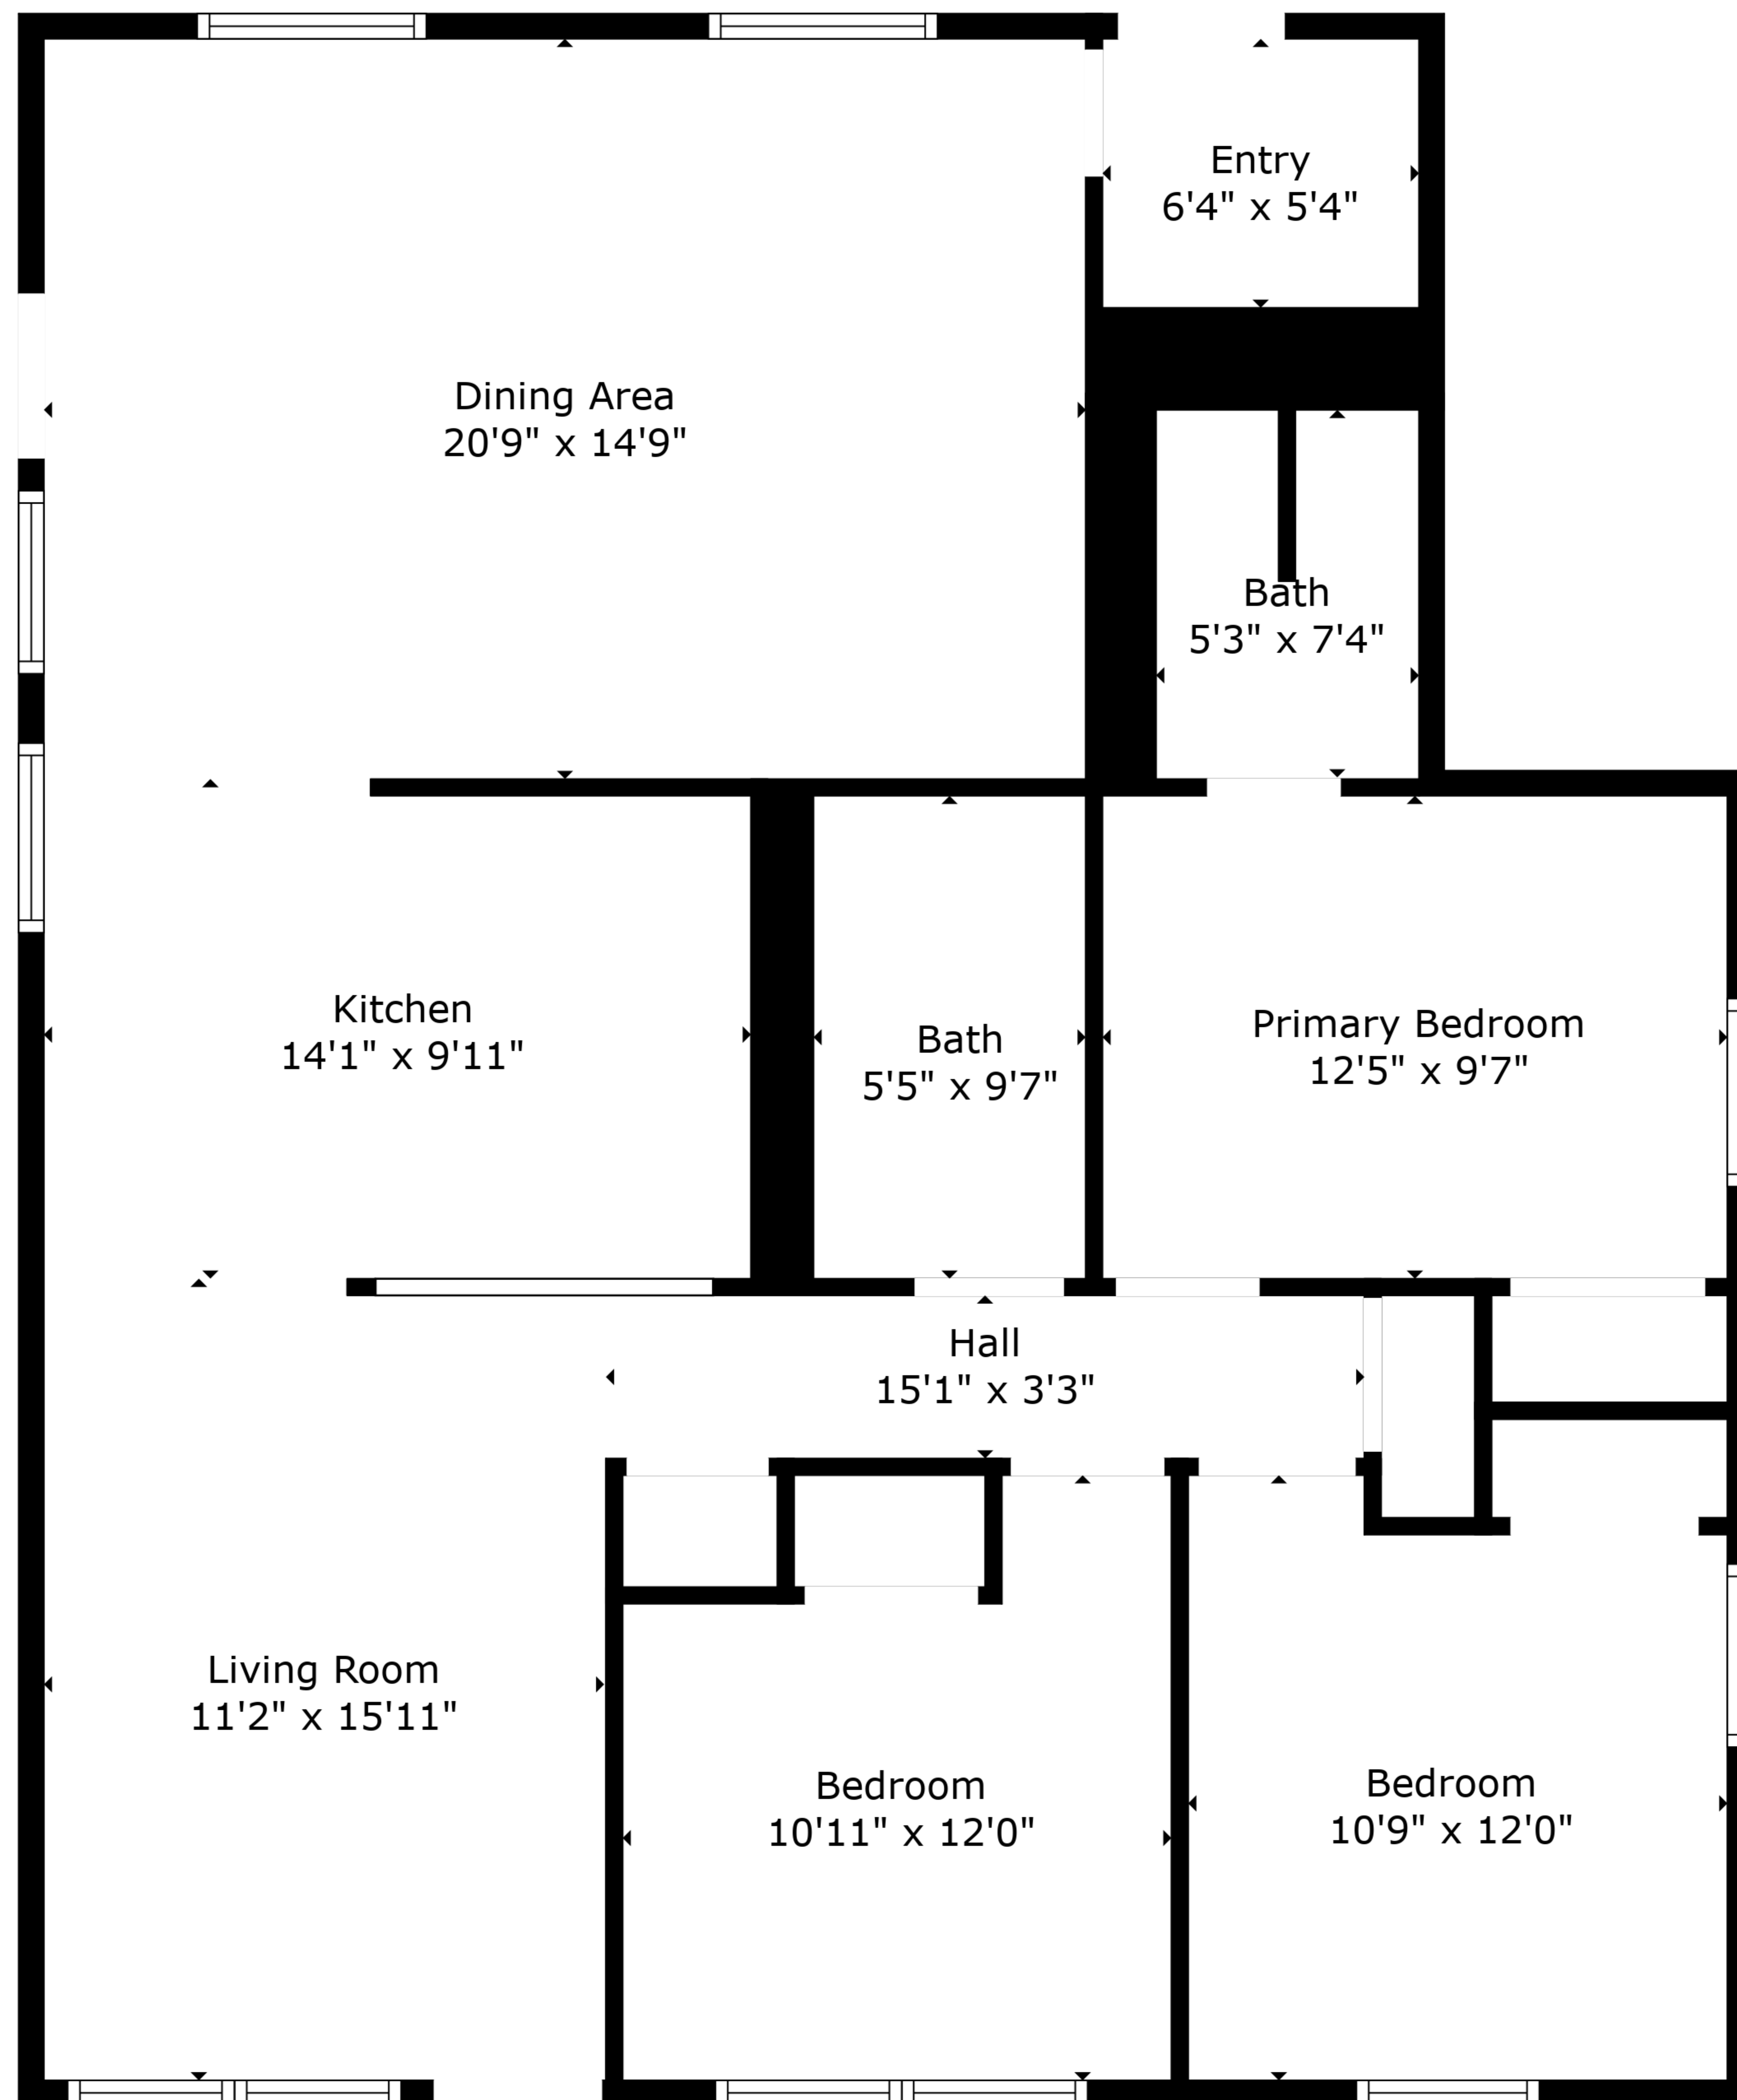 Entry
6'4" x 5'4"
Dining Area
20'9" x 14'9"
Bath
5'3" x 7'4"
Kitchen
14'1" x 9'11"
Bath
5'5" x 9'7"
Primary Bedroom
12'5" x 9'7"
Hall
15'1" x 3'3"
Living Room
11'2" x 15'11"
Bedroom
10'11" x 12'0"
Bedroom
10'9" x 12'0"